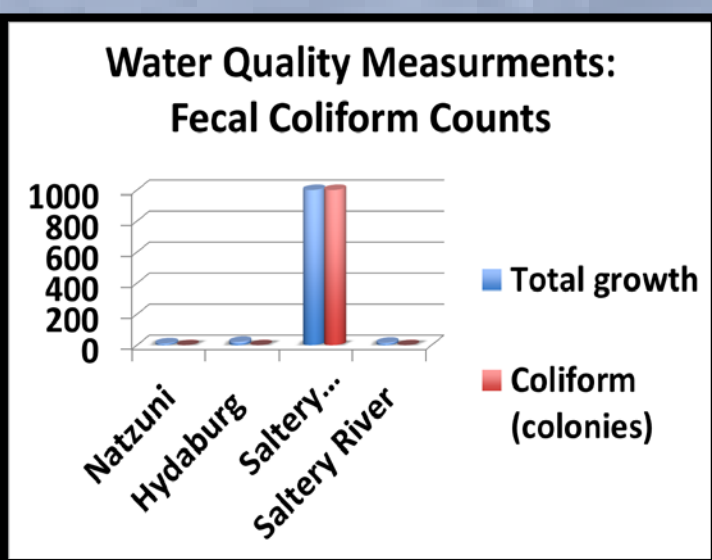 Water Quality Measurments:
Fecal Coliform Counts
1000
800
600
400
200
0
Natzuni
Hydaburg
Saltery...
Saltery River
Total growth
Coliform
(colonies)